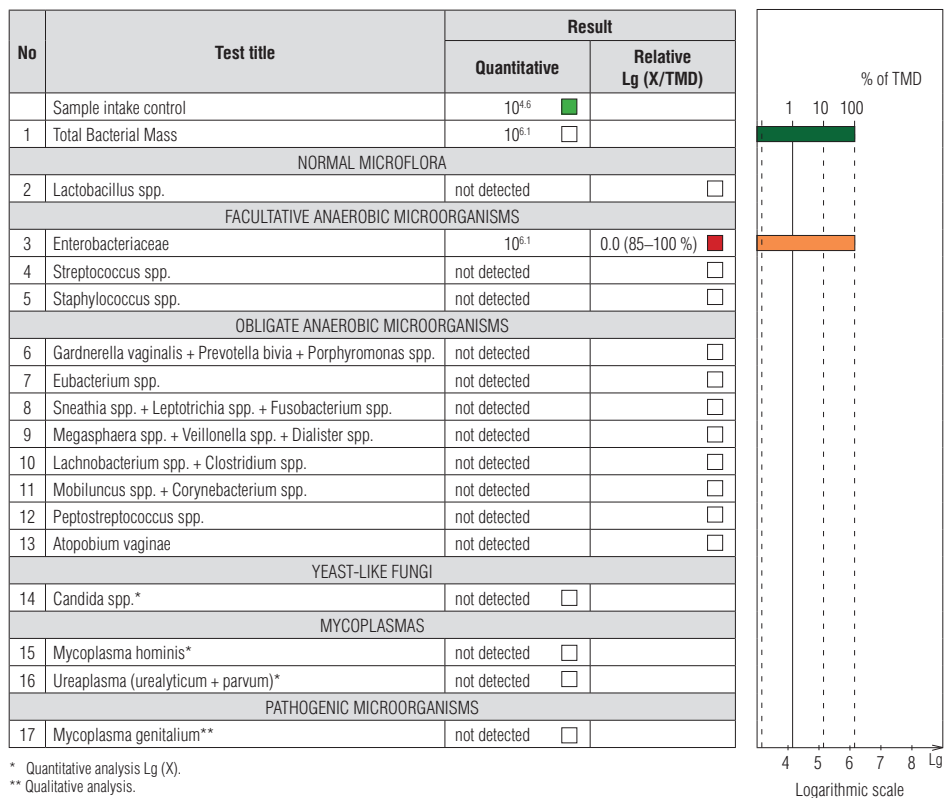 No Test title Result
Quantitative Relative Lg (X/TMD)
% of TMD
1 10 100
Sample intake control 10^4.6
1 Total Bacterial Mass 10^6.1
NORMAL MICROFLORA
2 Lactobacillus spp. not detected
FACULTATIVE ANAEROBIC MICROORGANISMS
3 Enterobacteriaceae 10^6.1 0.0 (85–100 %)
4 Streptococcus spp. not detected
5 Staphylococcus spp. not detected
OBLIGATE ANAEROBIC MICROORGANISMS
6 Gardnerella vaginalis + Prevotella bivia + Porphyromonas spp. not detected
7 Eubacterium spp. not detected
8 Sneathia spp. + Leptotrichia spp. + Fusobacterium spp. not detected
9 Megasphaera spp. + Veillonella spp. + Dialister spp. not detected
10 Lachnobacterium spp. + Clostridium spp. not detected
11 Mobiluncus spp. + Corynebacterium spp. not detected
12 Peptostreptococcus spp. not detected
13 Atopobium vaginae not detected
YEAST-LIKE FUNGI
14 Candida spp.* not detected
MYCOPLASMAS
15 Mycoplasma hominis* not detected
16 Ureaplasma (urealyticum + parvum)* not detected
PATHOGENIC MICROORGANISMS
17 Mycoplasma genitalium** not detected
4 5 6 7 8 Lg
Logarithmic scale
* Quantitative analysis Lg (X).
** Qualitative analysis.